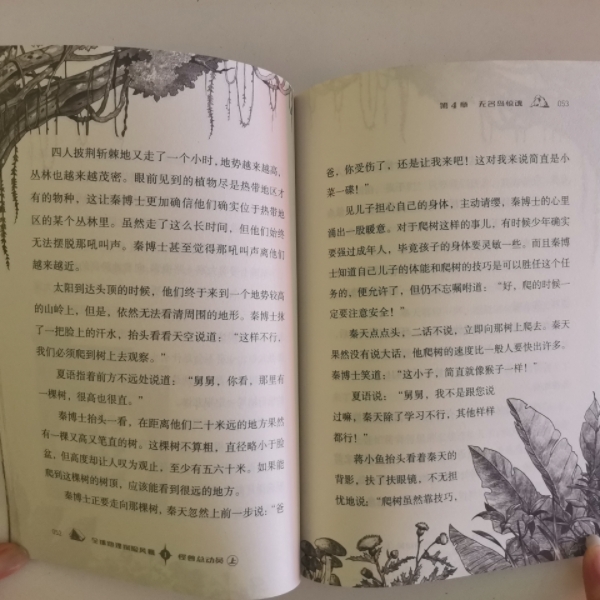 四人披荆斩棘地又走了一个小时，地势越来越高，
丛林也越来越茂密。眼前见到的植物尽是热带地区才
有的物种，这让秦博士更加确信他们确实位于热带地
区的某个丛林里。虽然走了这么长时间，但他们始终
无法摆脱那吼叫声。秦博士甚至觉得那吼叫声离他们
越来越近。
太阳到达头顶的时候，他们终于来到一个地势较高
的山岭上，但是，依然无法看清周围的地形。秦博士抹
了一把脸上的汗水，抬头看看天空说道：“这样不行，
我们必须爬到树上去观察。”
夏语指着前方不远处说道：“舅舅，你看，那里有
一棵树，很高也很直。”
秦博士抬头一看，在距离他们二十米远的地方果然
有一棵又高又笔直的树。这棵树不算粗，直径略小于脸
盆，但高度却让人叹为观止，至少有五六十米。如果能
爬到这棵树的树顶，应该能看到很远的地方。
秦博士正要走向那棵树，秦天忽然上前一步说：“爸
052
怪兽总动员 上
第4章 无名岛惊魂 053
爸，你受伤了，还是让我来吧！这对我来说简直是小
菜一碟！”
见儿子担心自己的身体，主动请缨，秦博士的心里
涌出一股暖意。对于爬树这样的事儿，有时候少年确实
要强过成年人，毕竟孩子的身体要灵敏一些。而且秦博
士知道自己儿子的体能和爬树的技巧是可以胜任这个任
务的，便允许了，但仍不忘嘱咐道：“好，爬的时候一
定要注意安全！”
秦天点点头，二话不说，立即向那树上爬去。秦天
果然没有说大话，他爬树的速度比一般人要快出许多。
秦博士笑道：“这小子，简直就像猴子一样！”
夏语说：“舅舅，我不是跟您说
过嘛，秦天除了学习不行，其他样样
都行！”
蒋小鱼抬头看着秦天的
背影，扶了扶眼镜，不无担
忧地说：“爬树虽然靠技巧，